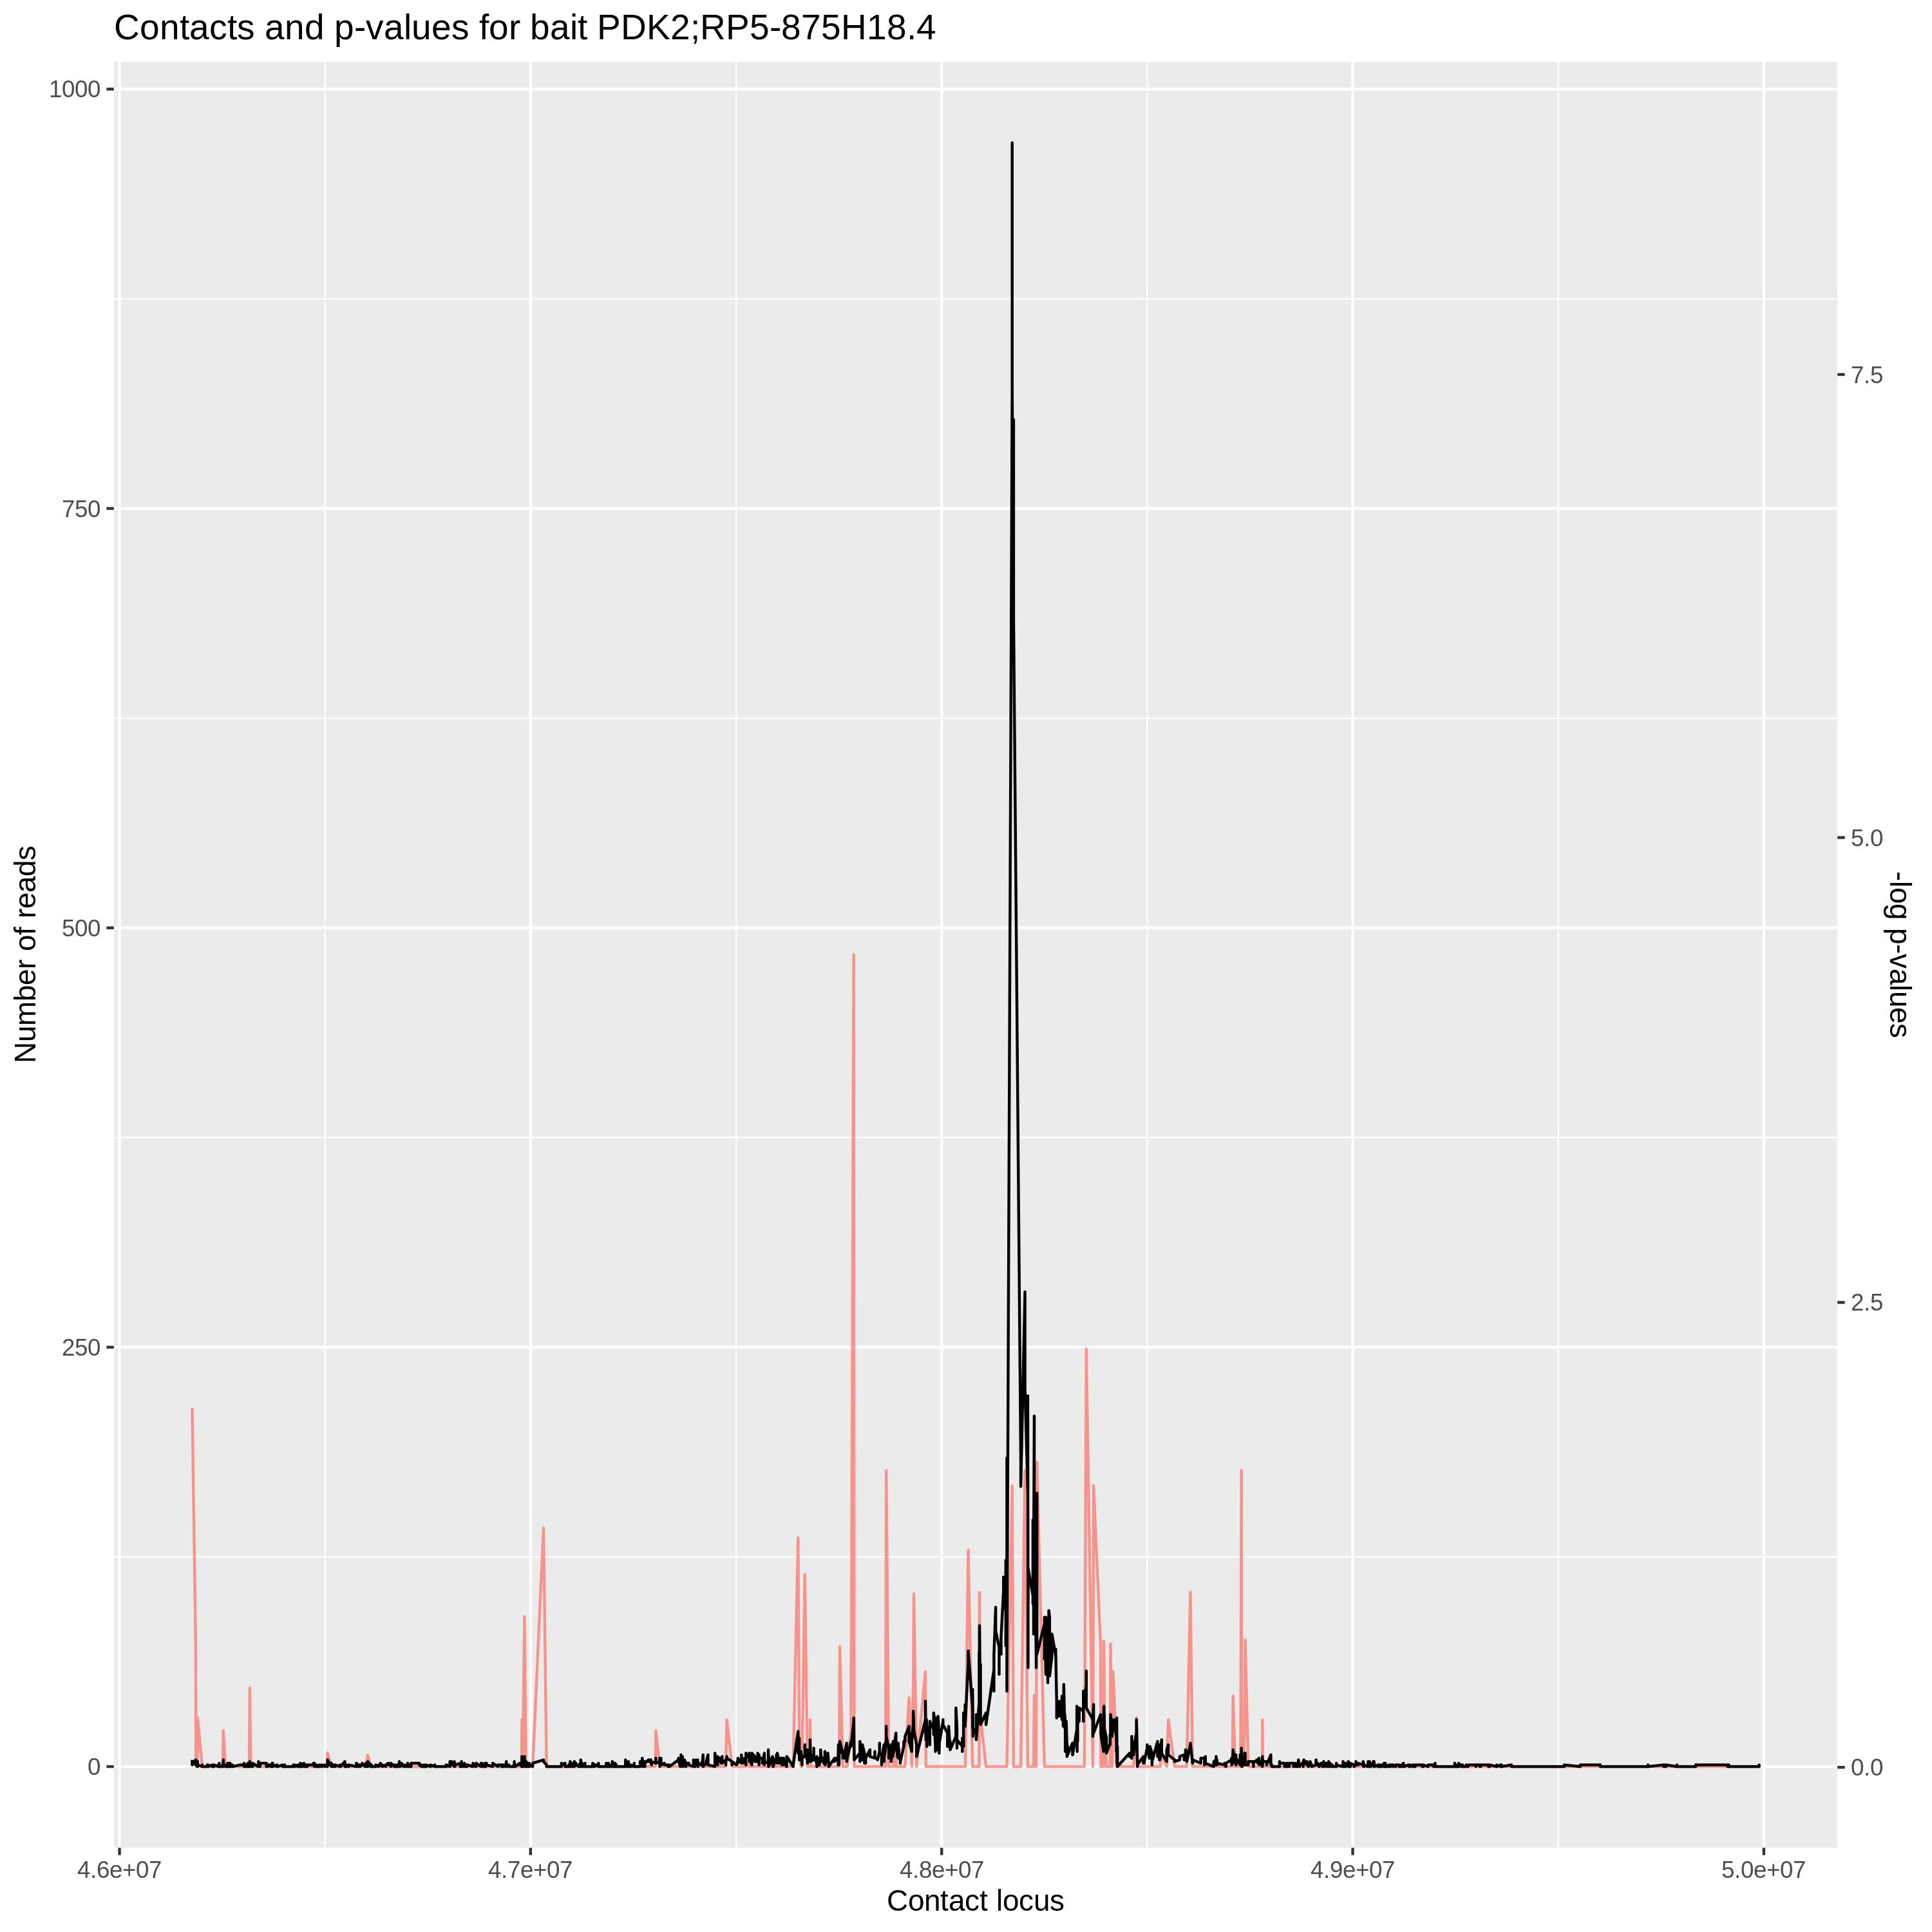 Contacts and p-values for bait PDK2;RP5-875H18.4
1000
750
500
250
0
Number of reads
7.5
5.0
2.5
0.0
-log p-values
4.6e+07
4.7e+07
4.8e+07
4.9e+07
5.0e+07
Contact locus